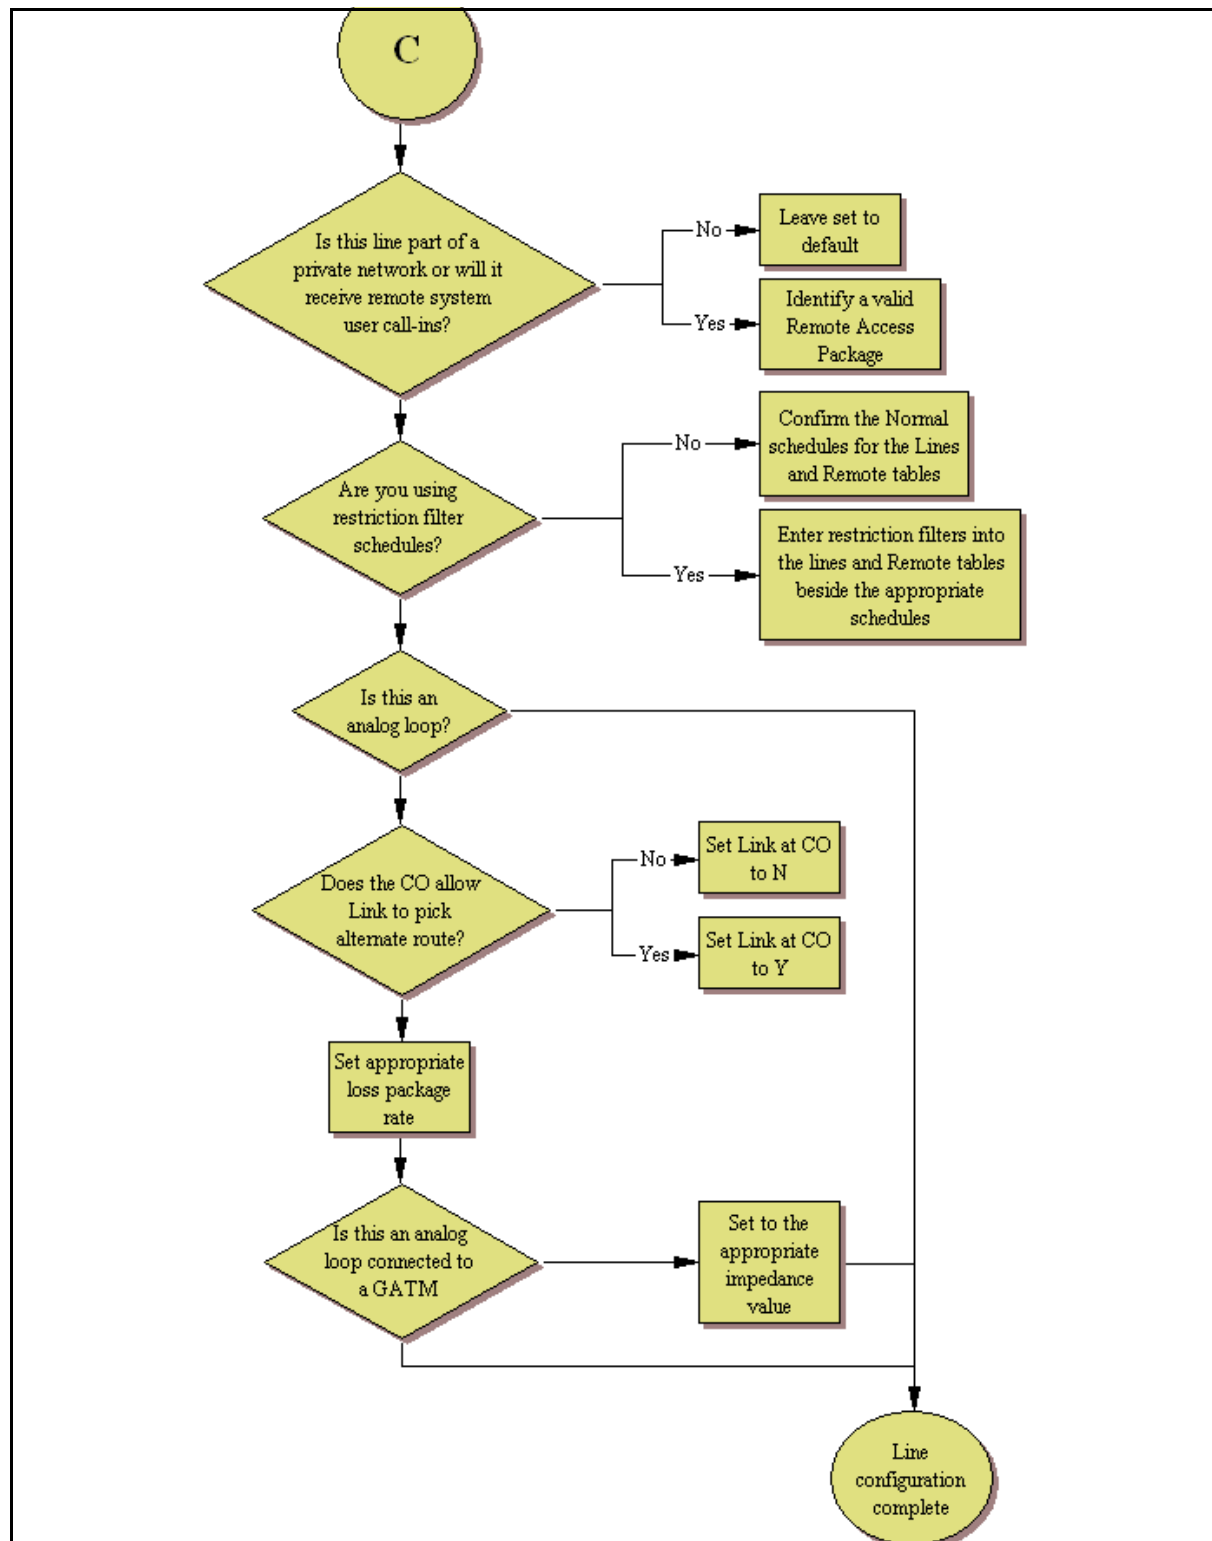 C
Is this line part of a
private network or will it
receive remote system
user call-ins?
No
Leave set to
default
Yes
Identify a valid
Remote Access
Package
Are you using
restriction filter
schedules?
No
Confirm the Normal
schedules for the Lines
and Remote tables
Yes
Enter restriction filters into
the lines and Remote tables
beside the appropriate
schedules
Is this an
analog loop?
Does the CO allow
Link to pick
alternate route?
No
Set Link at CO
to N
Yes
Set Link at CO
to Y
Set appropriate
loss package
rate
Is this an analog
loop connected to
a GATM
Set to the
appropriate
impedance
value
Line
configuration
complete